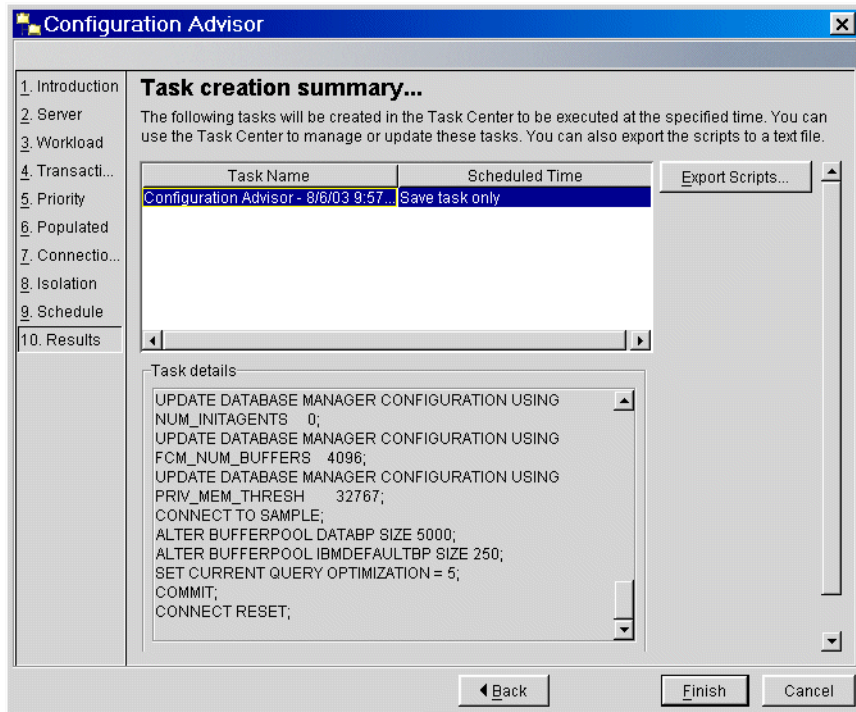 Configuration Advisor
1. Introduction
2. Server
3. Workload
4. Transacti...
5. Priority
6. Populated
7. Connectio...
8. Isolation
9. Schedule
10. Results
Task creation summary...
The following tasks will be created in the Task Center to be executed at the specified time. You can
use the Task Center to manage or update these tasks. You can also export the scripts to a text file.
Task Name Scheduled Time
Configuration Advisor - 8/6/03 9:57... Save task only
Export Scripts...
Task details
UPDATE DATABASE MANAGER CONFIGURATION USING
NUM_INITAGENTS 0;
UPDATE DATABASE MANAGER CONFIGURATION USING
FCM_NUM_BUFFERS 4096;
UPDATE DATABASE MANAGER CONFIGURATION USING
PRIV_MEM_THRESH 32767;
CONNECT TO SAMPLE;
ALTER BUFFERPOOL DATABP SIZE 5000;
ALTER BUFFERPOOL IBMDEFAULTBP SIZE 250;
SET CURRENT QUERY OPTIMIZATION = 5;
COMMIT;
CONNECT RESET;
Back
Finish
Cancel